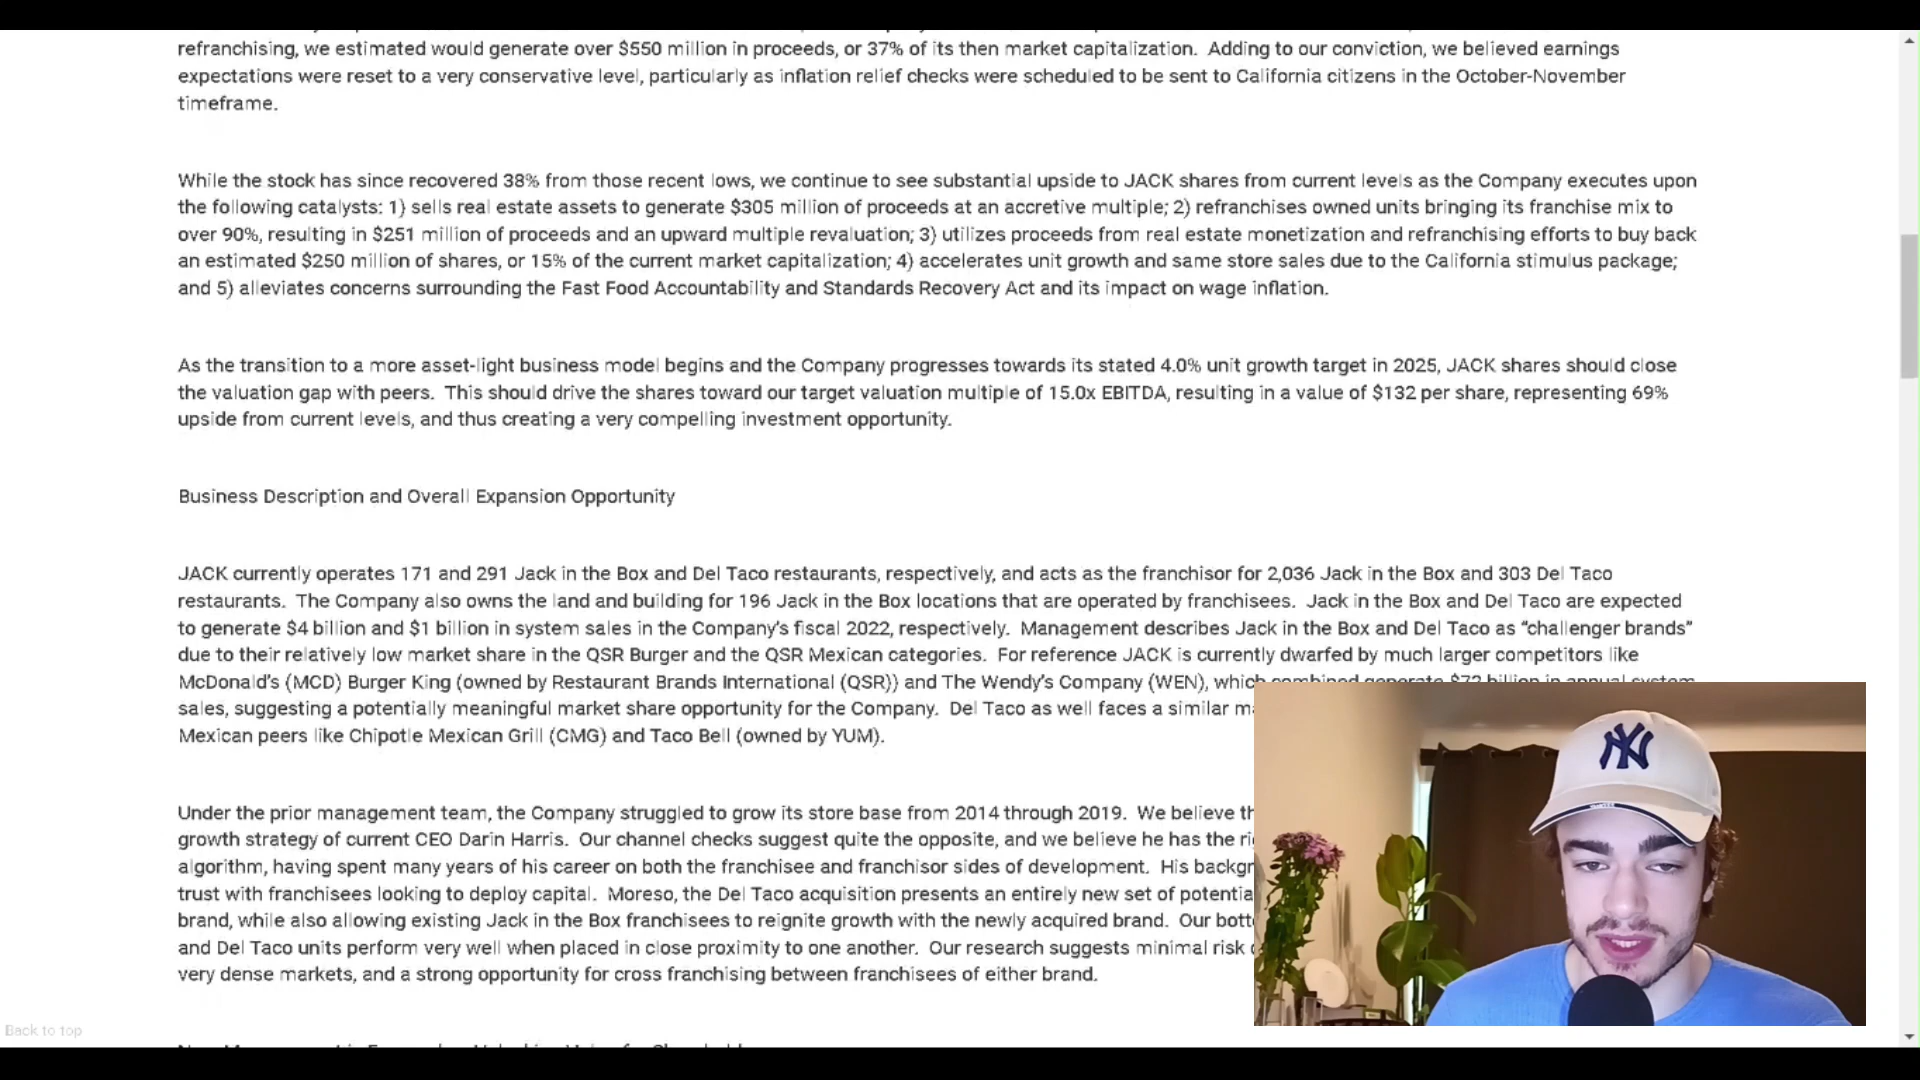 refranchising, we estimated would generate over $550 million in proceeds, or 37% of its then market capitalization.  Adding to our conviction, we believed earnings
expectations were reset to a very conservative level, particularly as inflation relief checks were scheduled to be sent to California citizens in the October-November
timeframe.
While the stock has since recovered 38% from those recent lows, we continue to see substantial upside to JACK shares from current levels as the Company executes upon
the following catalysts: 1) sells real estate assets to generate $305 million of proceeds at an accretive multiple; 2) refranchises owned units bringing its franchise mix to
over 90%, resulting in $251 million of proceeds and an upward multiple revaluation; 3) utilizes proceeds from real estate monetization and refranchising efforts to buy back
an estimated $250 million of shares, or 15% of the current market capitalization; 4) accelerates unit growth and same store sales due to the California stimulus package;
and 5) alleviates concerns surrounding the Fast Food Accountability and Standards Recovery Act and its impact on wage inflation.
As the transition to a more asset-light business model begins and the Company progresses towards its stated 4.0% unit growth target in 2025, JACK shares should close
the valuation gap with peers.  This should drive the shares toward our target valuation multiple of 15.0x EBITDA, resulting in a value of $132 per share, representing 69%
upside from current levels, and thus creating a very compelling investment opportunity.
Business Description and Overall Expansion Opportunity
JACK currently operates 171 and 291 Jack in the Box and Del Taco restaurants, respectively, and acts as the franchisor for 2,036 Jack in the Box and 303 Del Taco
restaurants.  The Company also owns the land and building for 196 Jack in the Box locations that are operated by franchisees.  Jack in the Box and Del Taco are expected
to generate $4 billion and $1 billion in system sales in the Company's fiscal 2022, respectively.  Management describes Jack in the Box and Del Taco as “challenger brands”
due to their relatively low market share in the QSR Burger and the QSR Mexican categories.  For reference JACK is currently dwarfed by much larger competitors like
McDonald's (MCD) Burger King (owned by Restaurant Brands International (QSR)) and The Wendy's Company (WEN), which combined generate $72 billion in annual system
sales, suggesting a potentially meaningful market share opportunity for the Company.  Del Taco as well faces a similar
Mexican peers like Chipotle Mexican Grill (CMG) and Taco Bell (owned by YUM).
Under the prior management team, the Company struggled to grow its store base from 2014 through 2019.  We believe
growth strategy of current CEO Darin Harris.  Our channel checks suggest quite the opposite, and we believe he has the
algorithm, having spent many years of his career on both the franchisee and franchisor sides of development.  His
trust with franchisees looking to deploy capital.  Moreso, the Del Taco acquisition presents an entirely new set of
brand, while also allowing existing Jack in the Box franchisees to reignite growth with the newly acquired brand.  Our
and Del Taco units perform very well when placed in close proximity to one another.  Our research suggests minimal risk
very dense markets, and a strong opportunity for cross franchising between franchisees of either brand.
Back to top
NY